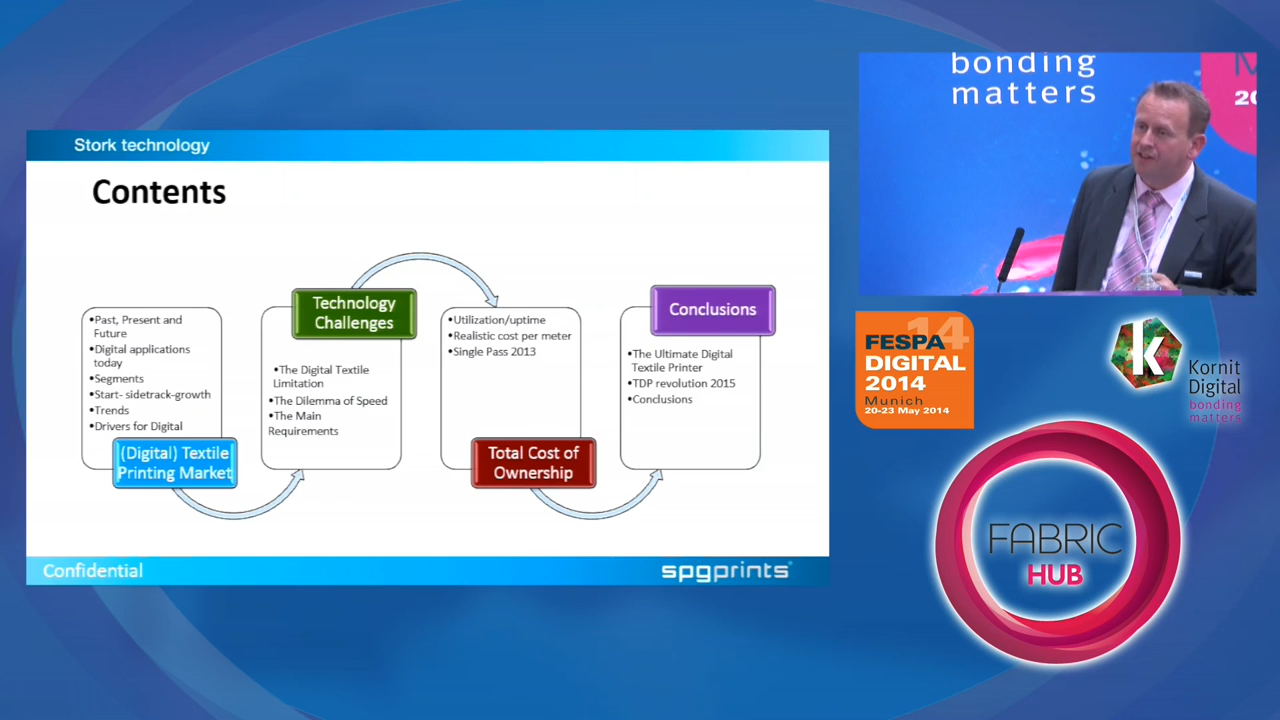 Stork technology
Contents
•Past, Present and
Future
•Digital applications
today
•Segments
•Start- sidetrack-growth
•Trends
•Drivers for Digital
(Digital) Textile
Printing Market
Technology
Challenges
•The Digital Textile
Limitation
•The Dilemma of Speed
•The Main
Requirements
•Utilization/uptime
•Realistic cost per meter
•Single Pass 2013
Total Cost of
Ownership
Conclusions
•The Ultimate Digital
Textile Printer
•TDP revolution 2015
•Conclusions
Confidential
spgprints®
bonding
matters
FESPA 14
DIGITAL
2014
Munich
20-23 May 2014
K
Kornit
Digital
bonding
matters
FABRIC
HUB